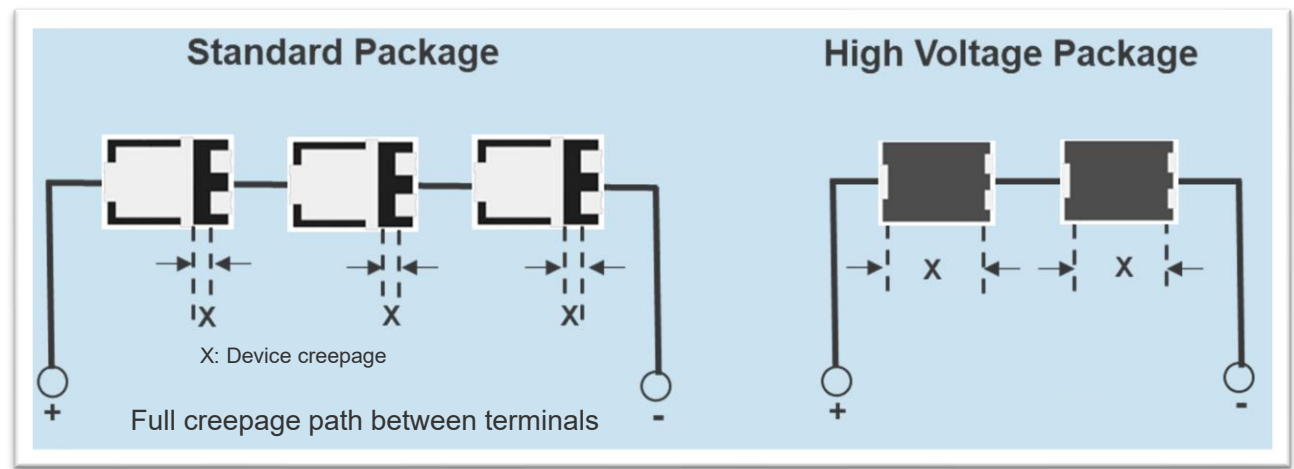 Standard Package
High Voltage Package
X
X
X
X
X
X: Device creepage
+
Full creepage path between terminals
-
+
-